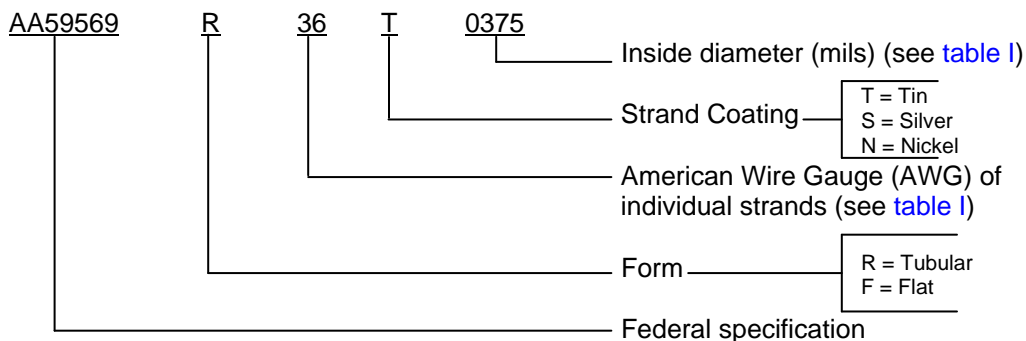 AA59569 R 36 T 0375
Inside diameter (mils) (see table I)
Strand Coating
T = Tin
S = Silver
N = Nickel
American Wire Gauge (AWG) of
individual strands (see table I)
Form
R = Tubular
F = Flat
Federal specification